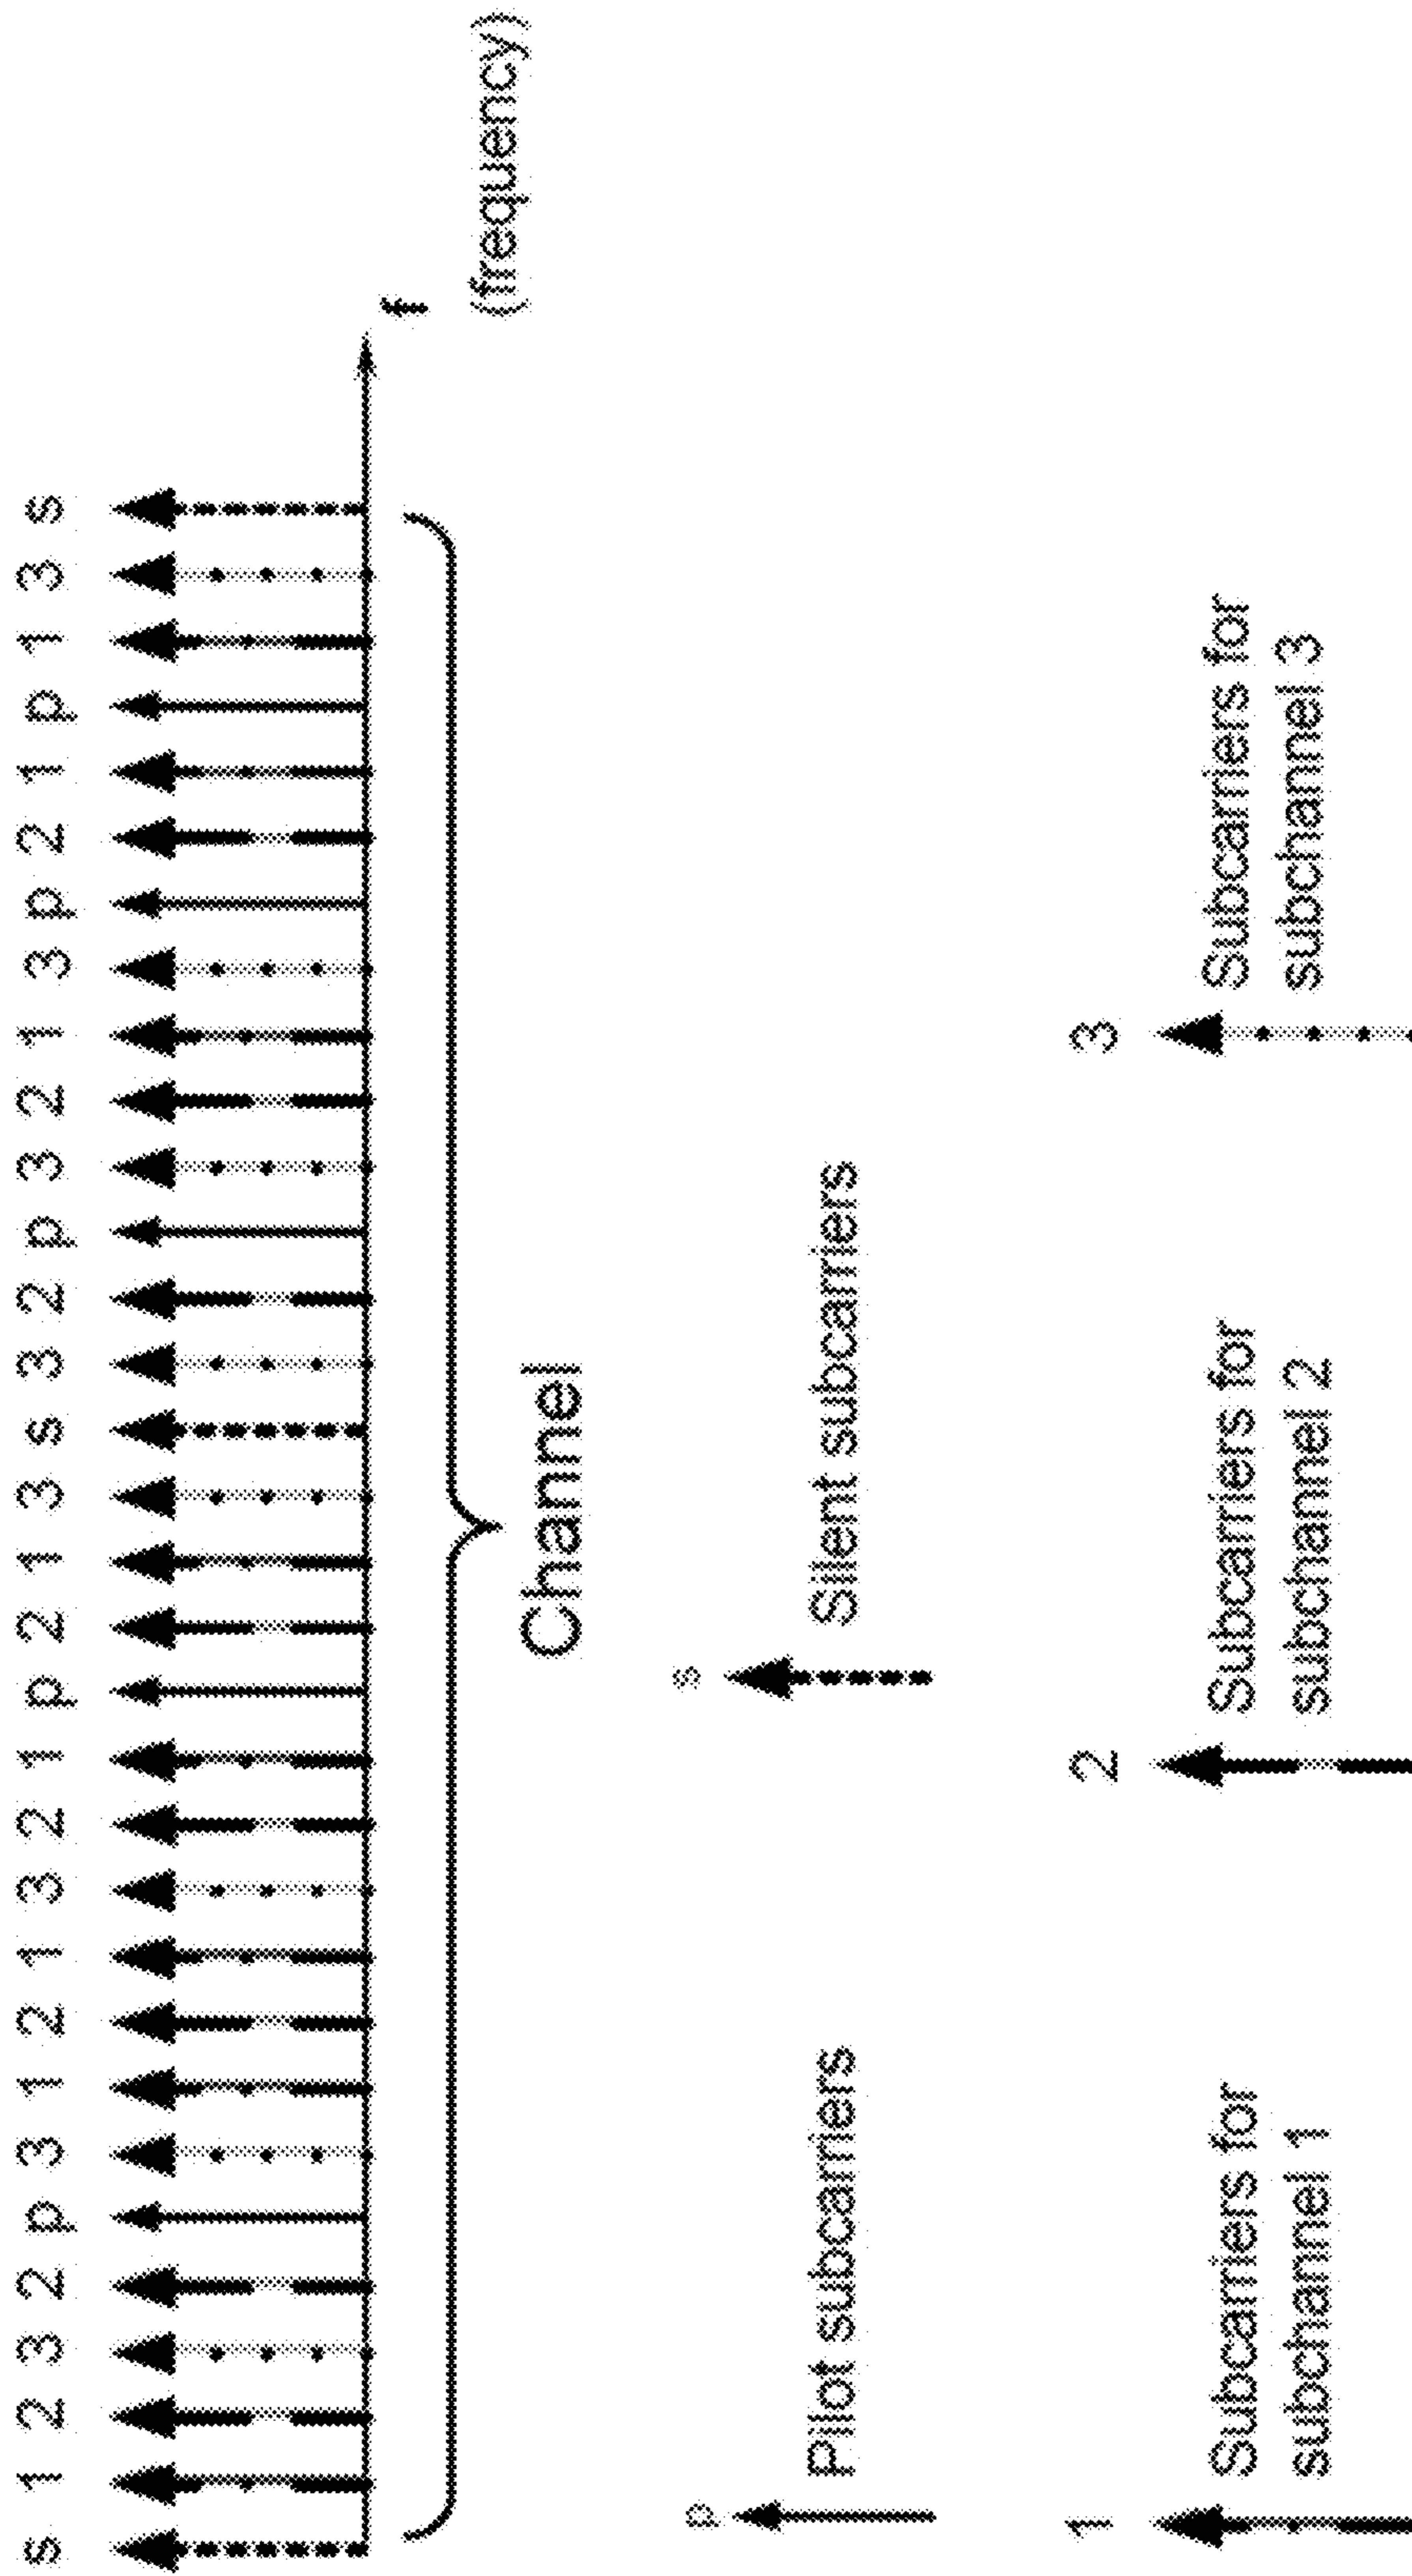 s 1 2 3 2 p 3 1 2 1 3 2 1 p 2 1 3 s 3 2 p 3 2 1 3 p 2 1 p 1 3 s
f
(frequency)
Channel
p
Pilot subcarriers
s
Silent subcarriers
1
Subcarriers for
subchannel 1
2
Subcarriers for
subchannel 2
3
Subcarriers for
subchannel 3